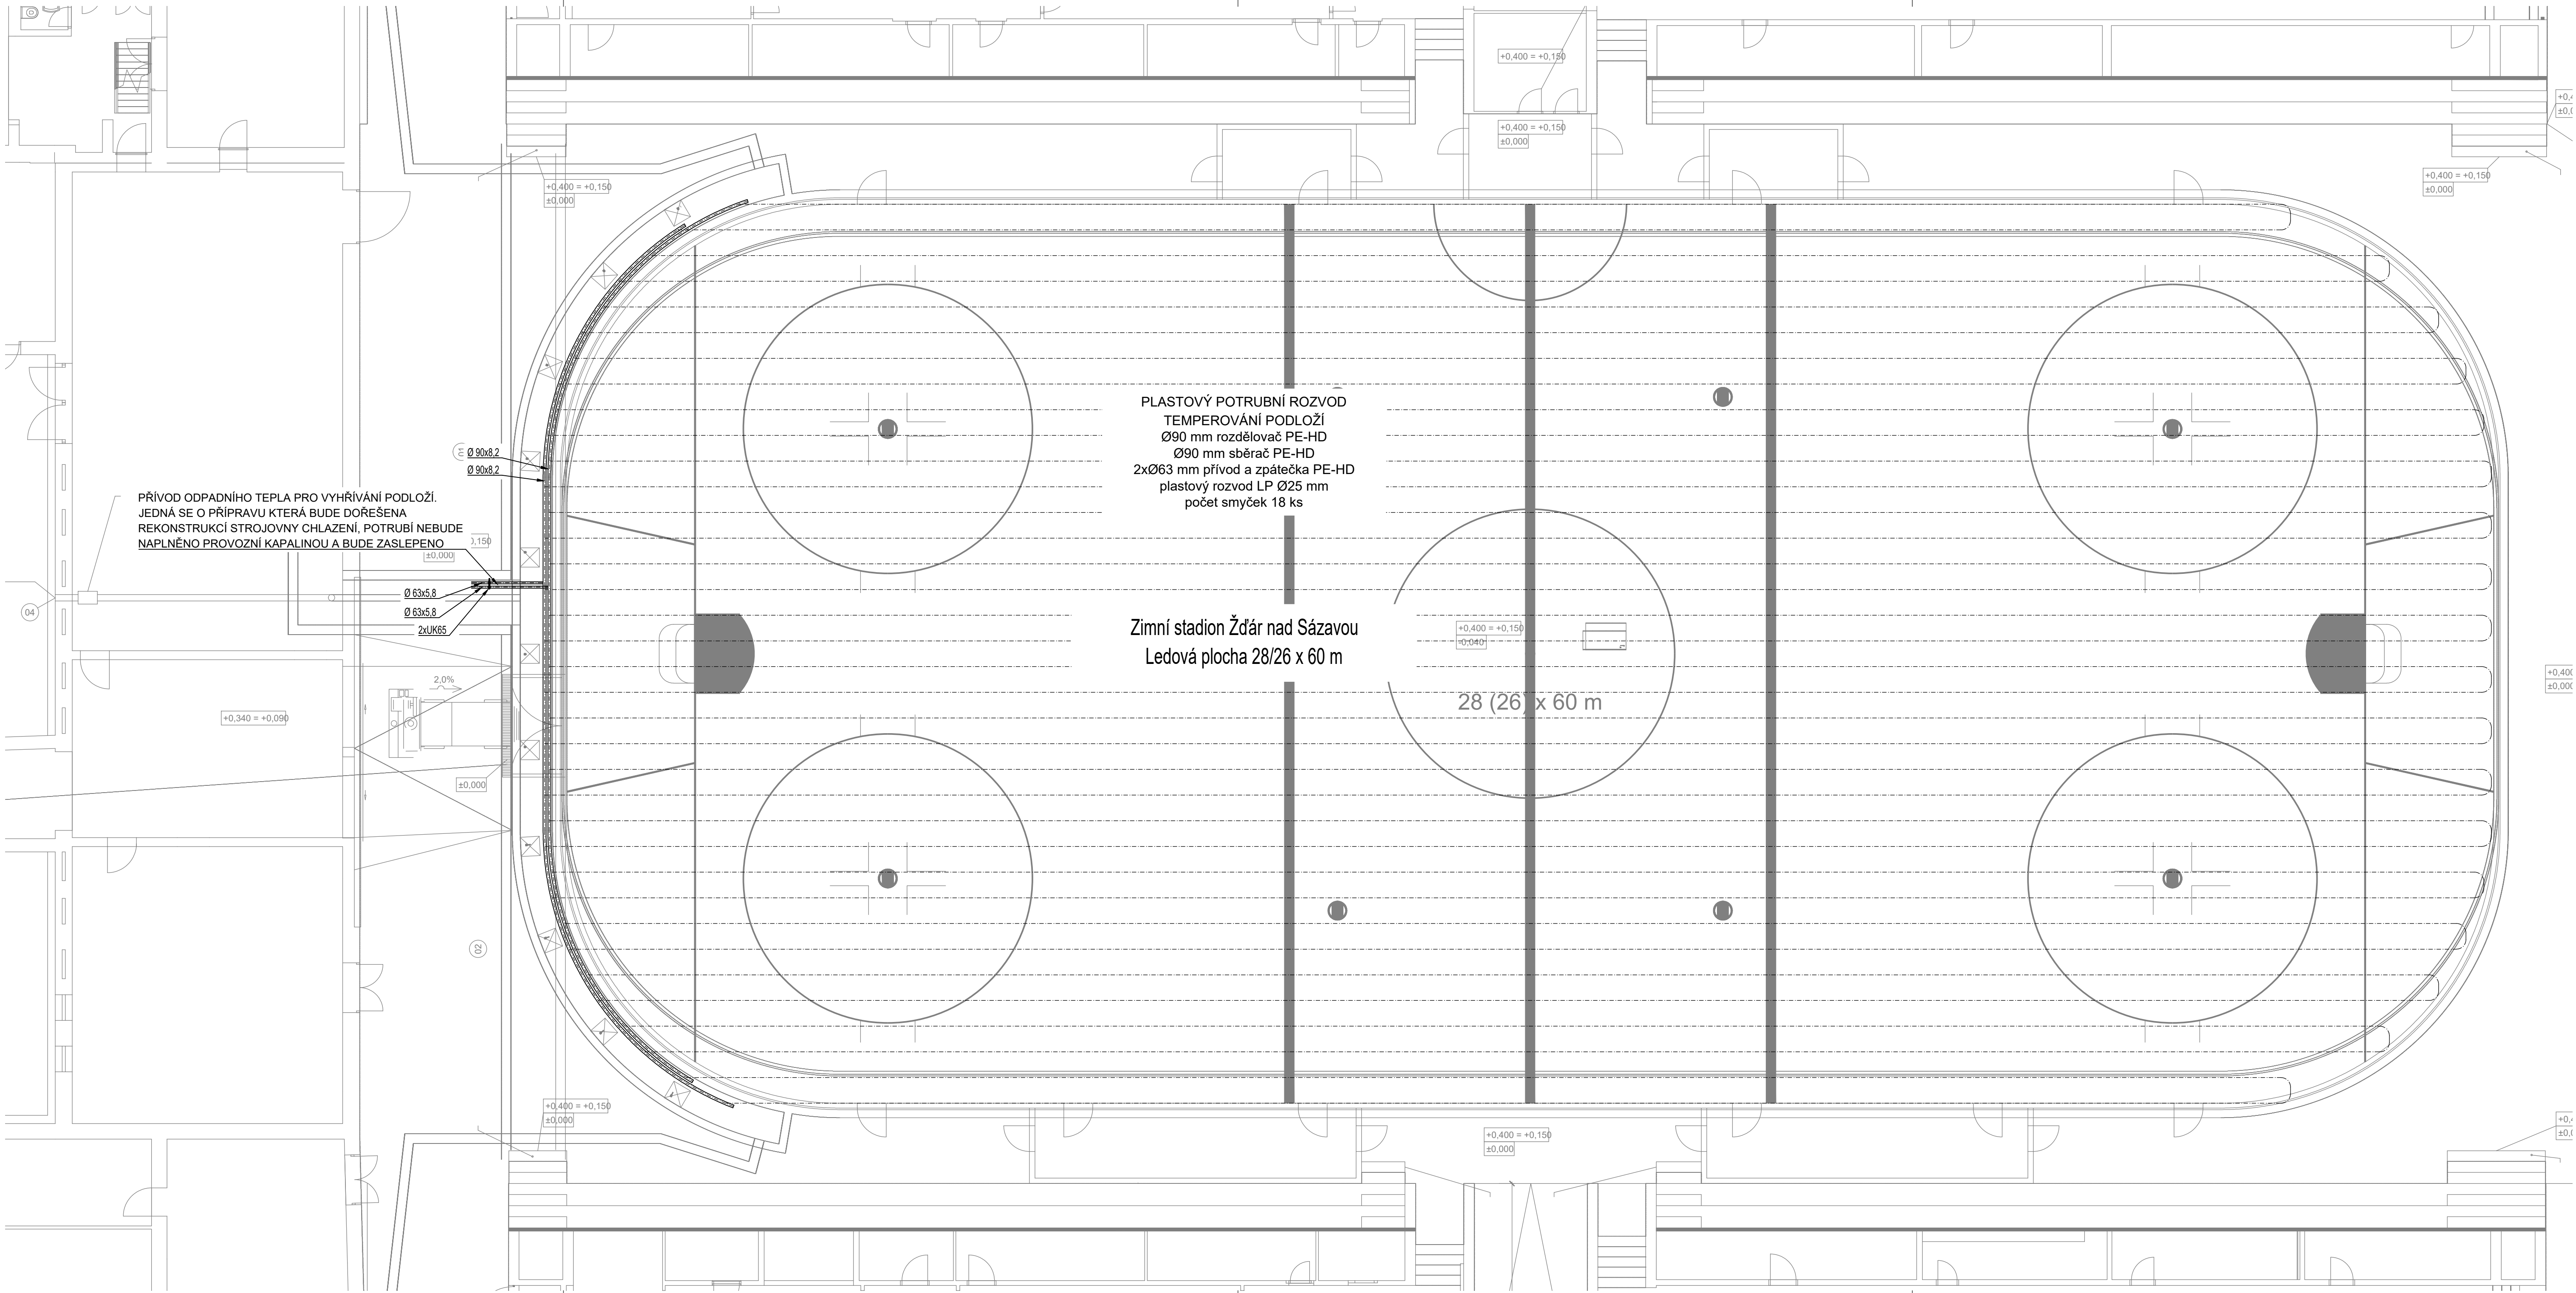 +0,400 = +0,150
+0,400 = +0,150
±0,000
+0,400 = +0,150
±0,000
+0,400 = +0,150
±0,000
PLASTOVÝ POTRUBNÍ ROZVOD
TEMPEROVÁNÍ PODLOŽÍ
Ø90 mm rozdělovač PE-HD
Ø90 mm sběrač PE-HD
2xØ63 mm přívod a zpátečka PE-HD
plastový rozvod LP Ø25 mm
počet smyček 18 ks
Ø 90x8,2
Ø 90x8,2
PŘÍVOD ODPADNÍHO TEPLA PRO VYHŘÍVÁNÍ PODLOŽÍ.
JEDNÁ SE O PŘÍPRAVU KTERÁ BUDE DOŘEŠENA
REKONSTRUKCÍ STROJOVNY CHLAZENÍ, POTRUBÍ NEBUDE
NAPLNĚNO PROVOZNÍ KAPALINOU A BUDE ZASLEPENO
±0,000
Ø 63x5,8
Ø 63x5,8
2xUK65
04
Zimní stadion Žďár nad Sázavou
Ledová plocha 28/26 x 60 m
+0,400 = +0,150
-0,040
28 (26) x 60 m
2,0%
+0,340 = +0,090
±0,000
02
+0,400 = +0,150
±0,000
+0,400 = +0,150
±0,000